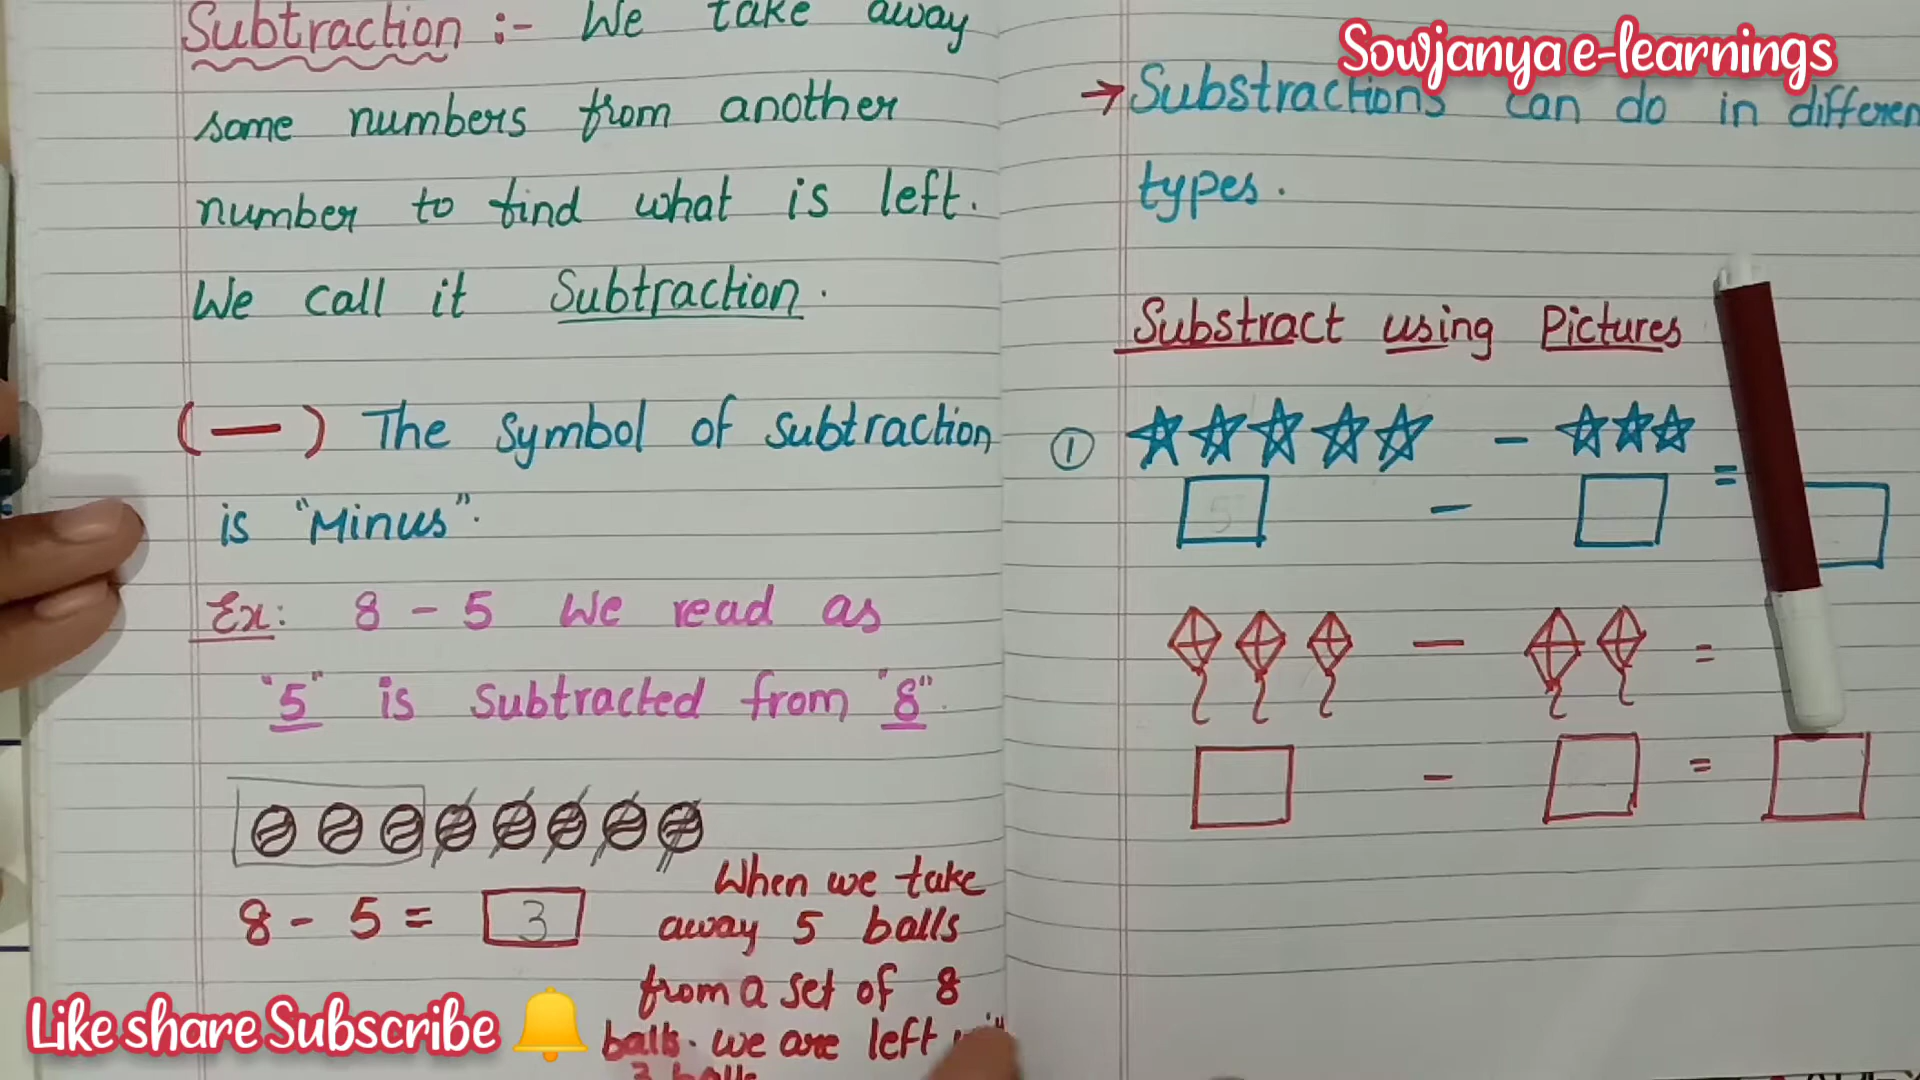 Subtraction :- We take away
some numbers from another
number to find what is left.
We call it Subtraction.
(—) The symbol of subtraction
is "Minus".
Ex: 8 - 5 We read as
"5" is Subtracted from "8".
8 - 5 = 3
When we take
away 5 balls
from a set of 8
balls. we are left
3 balls
Like share Subscribe
Sowjanya e-learnings
→ Substractions can do in differen
types.
Substract using Pictures
① - =
5 -
- =
- =